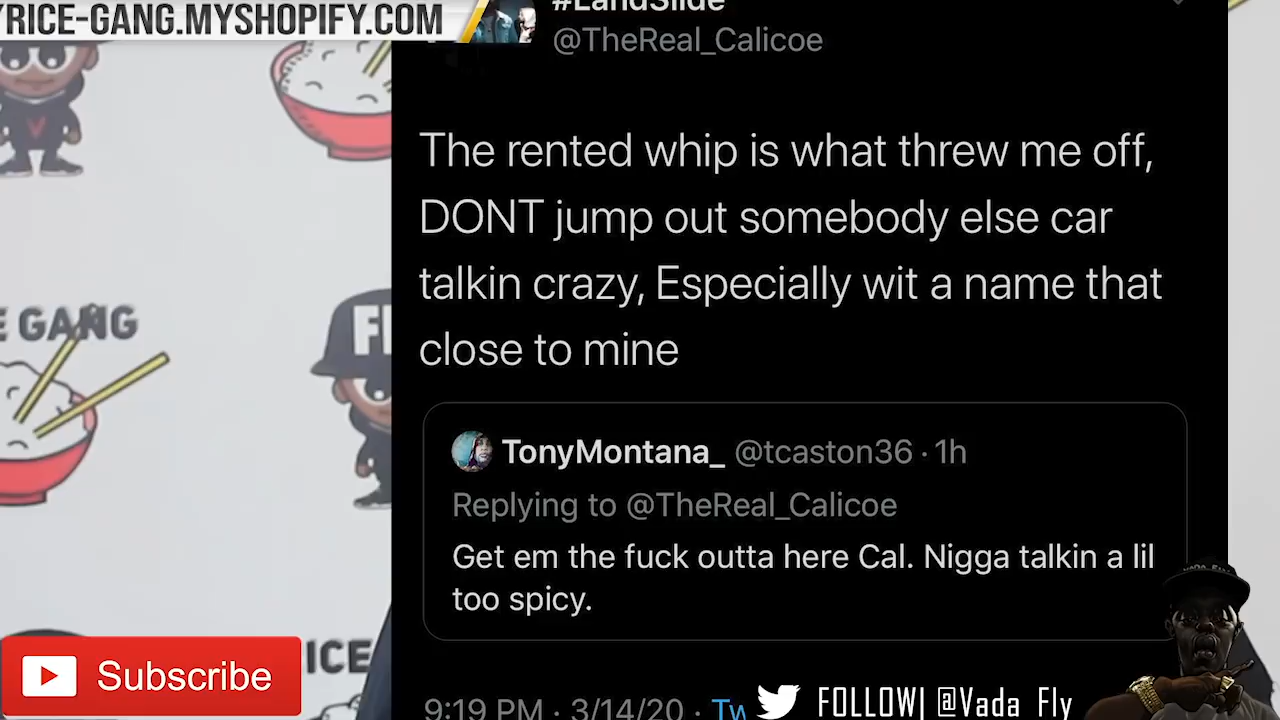 RICE-GANG.MYSHOPIFY.COM
#LandSlide
@TheReal_Calicoe
The rented whip is what threw me off,
DONT jump out somebody else car
talkin crazy, Especially wit a name that
close to mine
E GANG
TonyMontana_ @tcaston36 · 1h
Replying to @TheReal_Calicoe
Get em the fuck outta here Cal. Nigga talkin a lil
too spicy.
ICE
Subscribe
9:19 PM · 3/14/20 · Tw
FOLLOW| @Vada_Fly